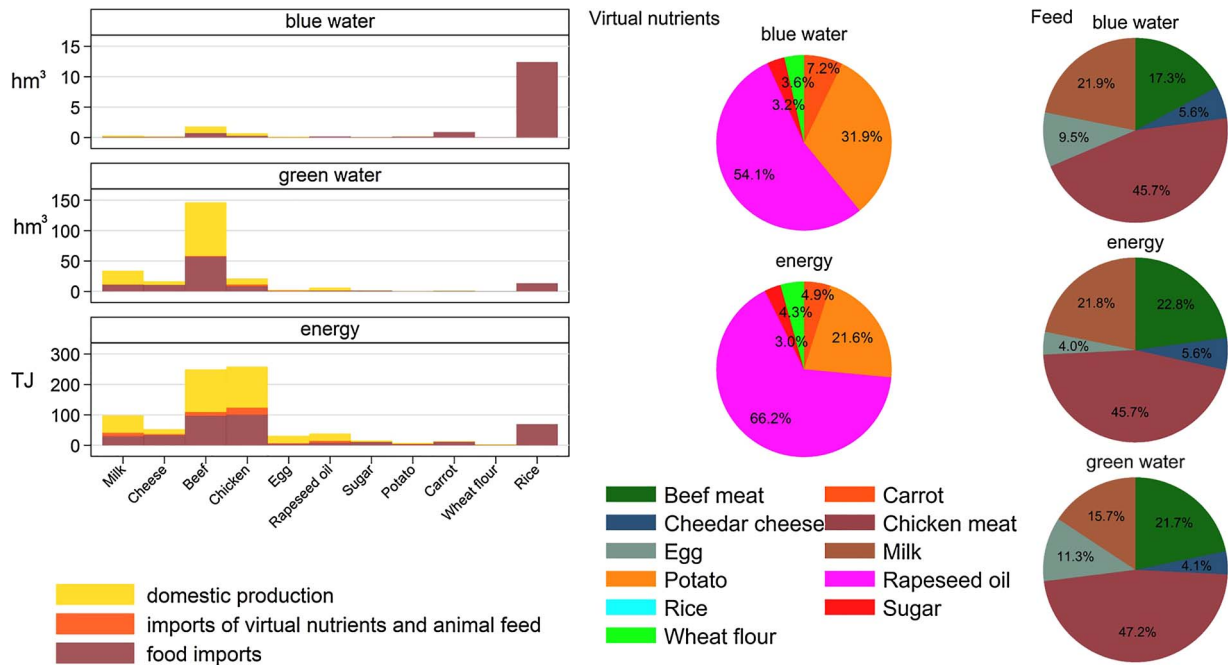 blue water
15
10
5
0
hm³
green water
150
100
50
0
hm³
energy
300
200
100
0
TJ
Milk
Cheese
Beef
Chicken
Egg
Rapeseed oil
Sugar
Potato
Carrot
Wheat flour
Rice
domestic production
imports of virtual nutrients and animal feed
food imports
Virtual nutrients
blue water
7.2%
3.6%
3.2%
31.9%
54.1%
energy
4.9%
4.3%
3.0%
21.6%
66.2%
Beef meat
Cheedar cheese
Egg
Potato
Rice
Wheat flour
Carrot
Chicken meat
Milk
Rapeseed oil
Sugar
Feed
blue water
21.9%
17.3%
5.6%
9.5%
45.7%
energy
21.8%
22.8%
4.0%
5.6%
45.7%
green water
15.7%
21.7%
11.3%
4.1%
47.2%